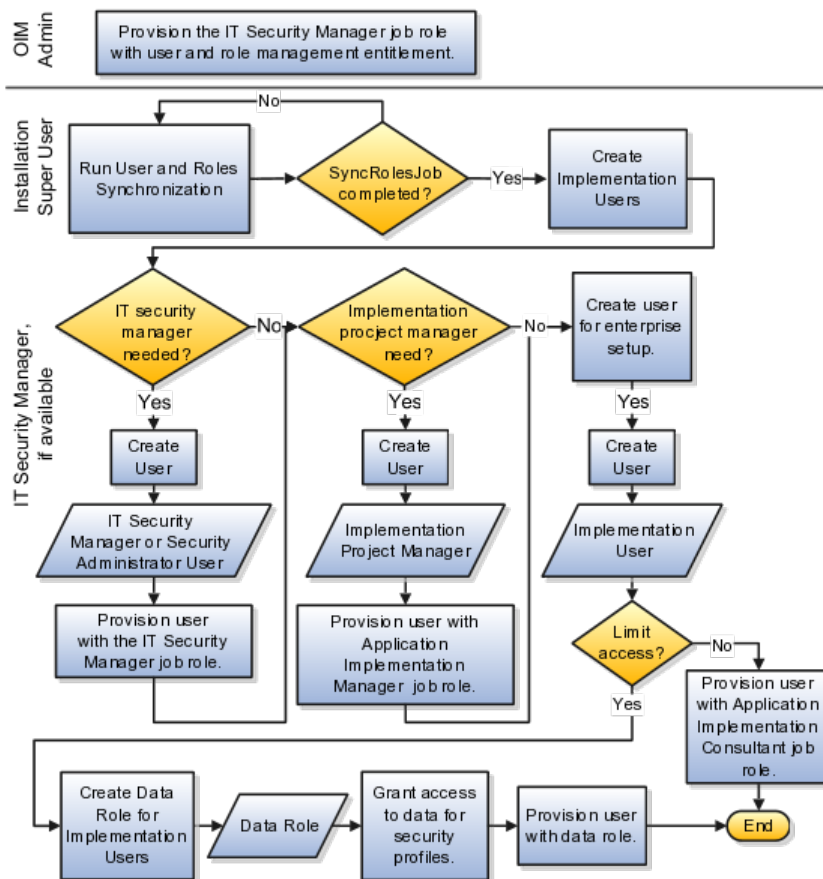 OIM
Admin
Provision the IT Security Manager job role
with user and role management entitlement.
Installation
Super User
No
Run User and Roles
Synchronization
SyncRolesJob
completed?
Yes
Create
Implementation
Users
IT Security Manager,
if available
IT security
manager
needed?
No
Implementation
procject manager
need?
No
Create user
for enterprise
setup.
Yes
Yes
Yes
Create
User
Create
User
Create
User
IT Security
Manager or Security
Administrator User
Implementation
Project Manager
Implementation
User
Provision user
with the IT Security
Manager job role.
Provision user with
Application
Implementation
Manager job role.
Limit
access?
No
Yes
Provision user
with Application
Implementation
Consultant job
role.
Create Data
Role for
Implementation
Users
Data Role
Grant access
to data for
security
profiles.
Provision user
with data role.
End